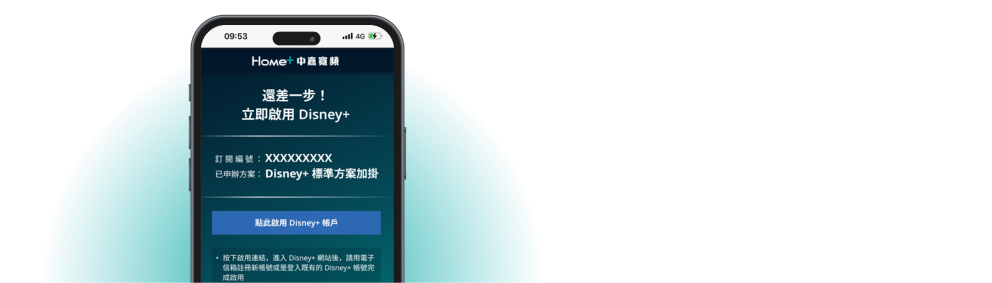 09:53 4G
Home+ 中嘉寬頻
還差一步！
立即啟用 Disney+
訂閱編號：XXXXXXXXX
已申辦方案：Disney+ 標準方案加掛
點此啟用 Disney+ 帳戶
• 按下啟用連結，進入 Disney+ 網站後，請用電子
信箱註冊新帳號或是登入既有的 Disney+ 帳號完
成啟用